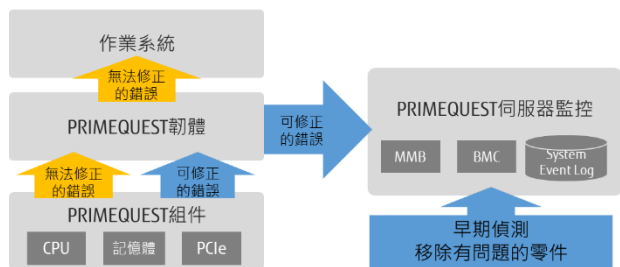 作業系統
無法修正
的錯誤
PRIMEQUEST韌體
可修正
的錯誤
無法修正
的錯誤
可修正
的錯誤
PRIMEQUEST組件
CPU
記憶體
PCIe
PRIMEQUEST伺服器監控
MMB
BMC
System
Event Log
早期偵測
移除有問題的零件